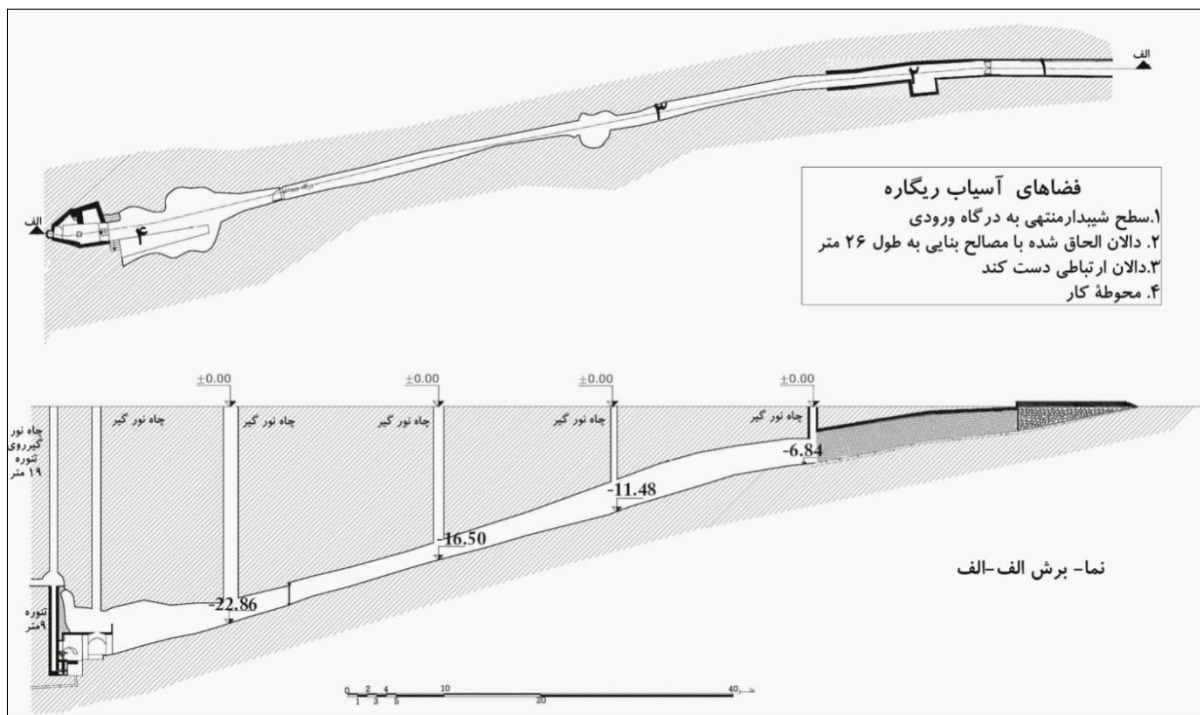 الف
۲
۳
۴
الف
فضاهای آسیاب ریگاره
۱.سطح شیبدارمنتهی به درگاه ورودی
۲. دالان الحاق شده با مصالح بنایی به طول ۲۶ متر
۳.دالان ارتباطی دست کند
۴. محوطهٔ کار
±0.00
±0.00
±0.00
±0.00
چاه نور گیر
چاه نور گیر
چاه نور گیر
چاه نور گیر
چاه نور گیر
چاه نور
گیرروی
تنوره
۱۹ متر
-6.84
-11.48
-16.50
-22.86
تنوره
۹متر
نما- برش الف-الف
0 2 4 10 40
1 3 5 20